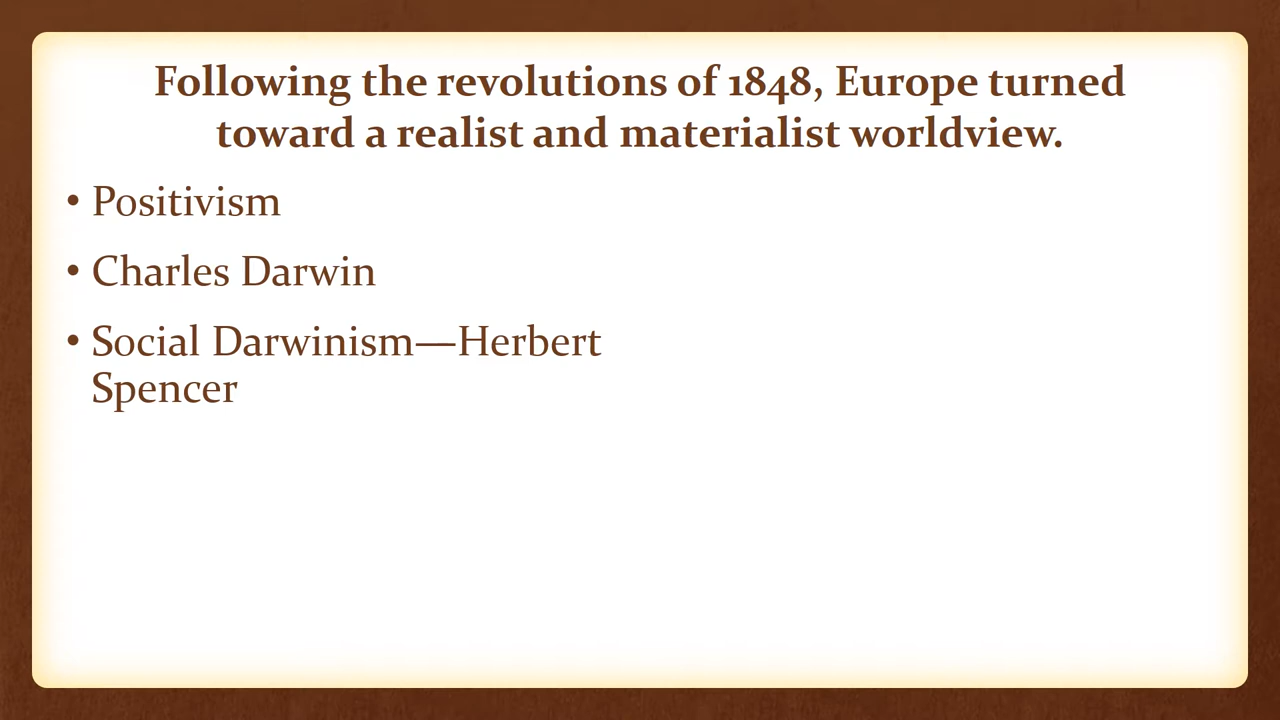 Following the revolutions of 1848, Europe turned
toward a realist and materialist worldview.
• Positivism
• Charles Darwin
• Social Darwinism—Herbert
Spencer